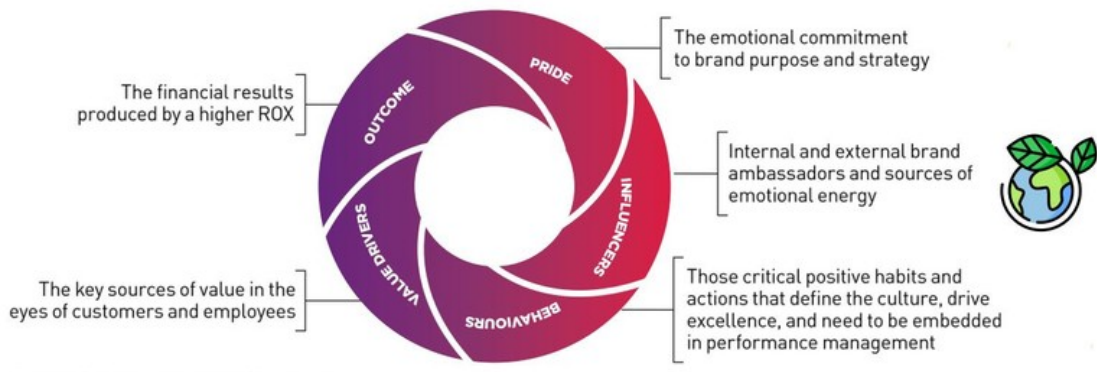 PRIDE
The emotional commitment
to brand purpose and strategy
INFLUENCERS
Internal and external brand
ambassadors and sources of
emotional energy
BEHAVIOURS
Those critical positive habits and
actions that define the culture, drive
excellence, and need to be embedded
in performance management
VALUE DRIVERS
The key sources of value in the
eyes of customers and employees
OUTCOME
The financial results
produced by a higher ROX